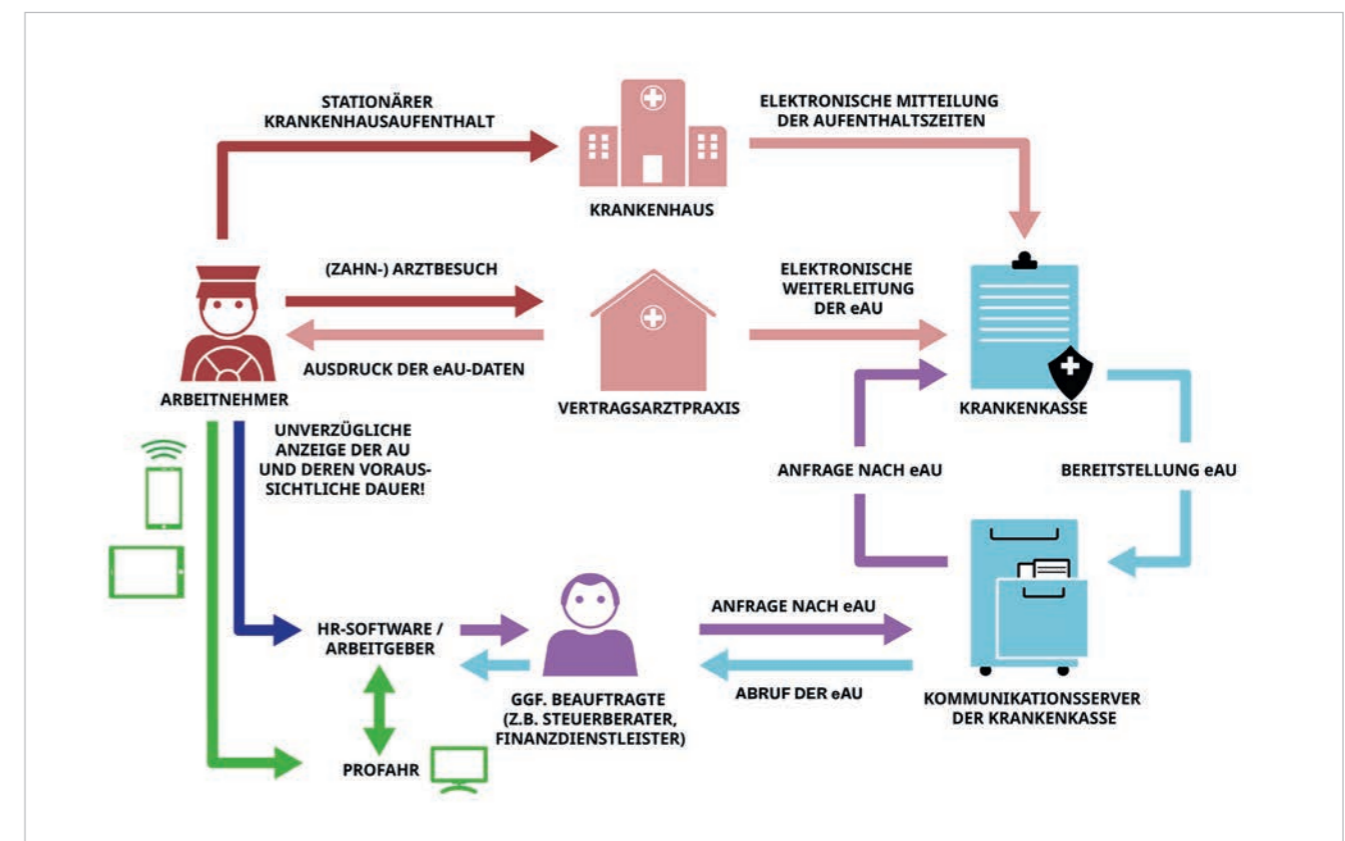 STATIONÄRER
KRANKENHAUSAUFENTHALT
ELEKTRONISCHE MITTEILUNG
DER AUFENTHALTSZEITEN
KRANKENHAUS
(ZAHN-) ARZTBESUCH
ELEKTRONISCHE
WEITERLEITUNG
DER eAU
AUSDRUCK DER eAU-DATEN
ARBEITNEHMER
VERTRAGSARZTPRAXIS
KRANKENKASSE
UNVERZÜGLICHE
ANZEIGE DER AU
UND DEREN VORAUS-
SICHTLICHE DAUER!
ANFRAGE NACH eAU
BEREITSTELLUNG eAU
HR-SOFTWARE /
ARBEITGEBER
ANFRAGE NACH eAU
ABRUF DER eAU
GGF. BEAUFTRAGTE
(Z.B. STEUERBERATER,
FINANZDIENSTLEISTER)
KOMMUNIKATIONSSERVER
DER KRANKENKASSE
PROFAHR